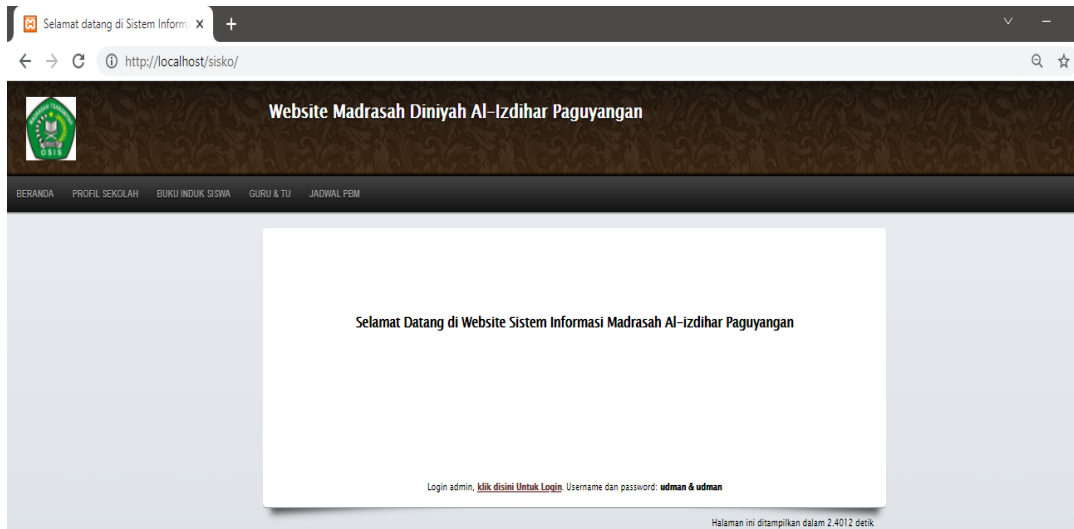 Selamat datang di Sistem Inform
http://localhost/sisko/
OSIS
Website Madrasah Diniyah Al-Izdihar Paguyangan
BERANDA PROFIL SEKOLAH BUKU INDUK SISWA GURU & TU JADWAL PBM
Selamat Datang di Website Sistem Informasi Madrasah Al-izdihar Paguyangan
Login admin, klik disini Untuk Login. Username dan password: udman & udman
Halaman ini ditampilkan dalam 2.4012 detik